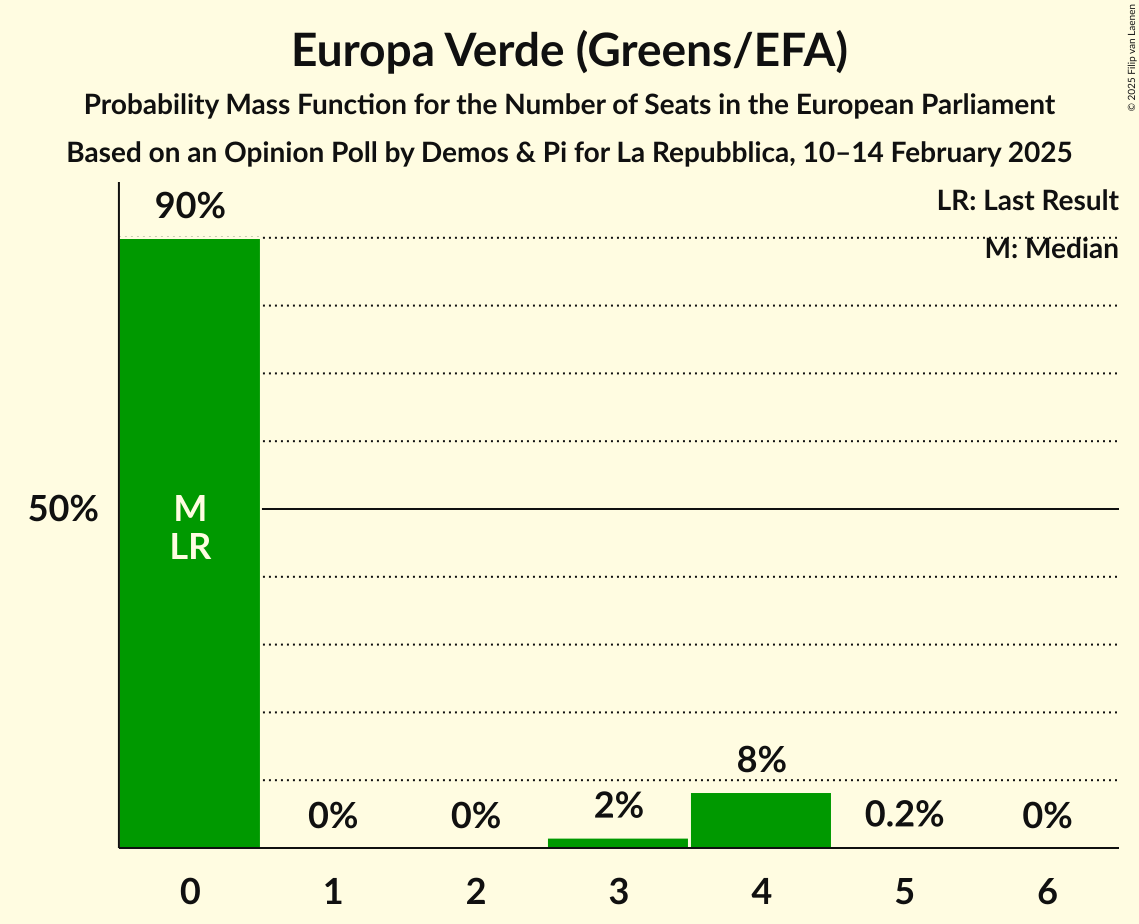 Europa Verde (Greens/EFA)
Probability Mass Function for the Number of Seats in the European Parliament
Based on an Opinion Poll by Demos & Pi for La Repubblica, 10–14 February 2025
© 2025 Filip van Laenen
LR: Last Result
M: Median
90%
50%
M
LR
0%
0%
2%
8%
0.2%
0%
0 1 2 3 4 5 6